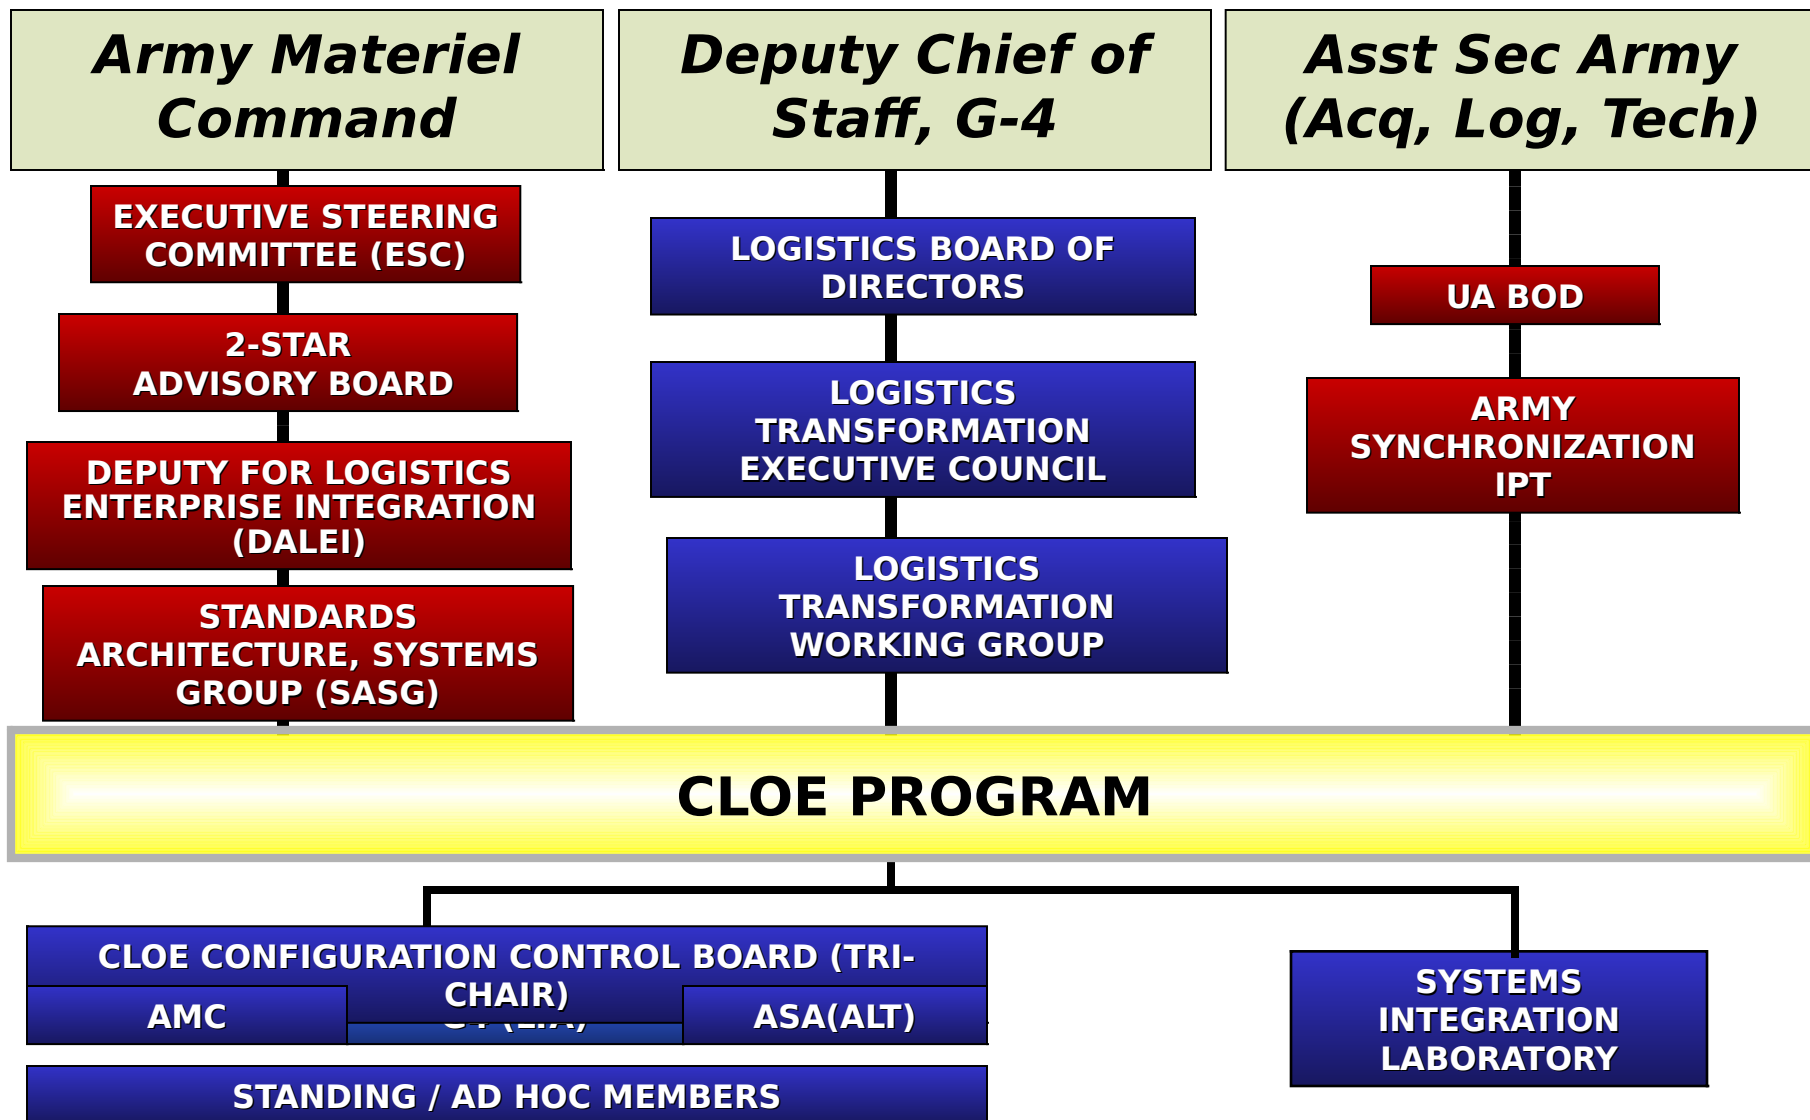 Army Materiel
Command
Deputy Chief of
Staff, G-4
Asst Sec Army
(Acq, Log, Tech)
EXECUTIVE STEERING
COMMITTEE (ESC)
2-STAR
ADVISORY BOARD
DEPUTY FOR LOGISTICS
ENTERPRISE INTEGRATION
(DALEI)
STANDARDS
ARCHITECTURE, SYSTEMS
GROUP (SASG)
LOGISTICS BOARD OF
DIRECTORS
LOGISTICS
TRANSFORMATION
EXECUTIVE COUNCIL
LOGISTICS
TRANSFORMATION
WORKING GROUP
UA BOD
ARMY
SYNCHRONIZATION
IPT
CLOE PROGRAM
CLOE CONFIGURATION CONTROL BOARD (TRI-
CHAIR)
AMC
ASA(ALT)
STANDING / AD HOC MEMBERS
SYSTEMS
INTEGRATION
LABORATORY